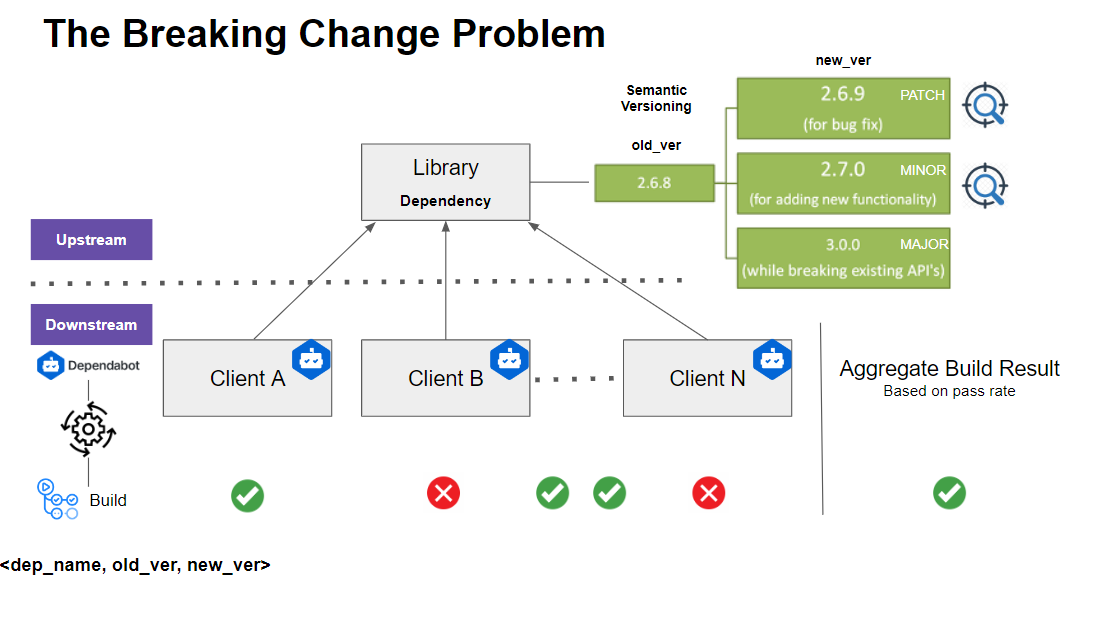 The Breaking Change Problem
new_ver
Semantic
Versioning
2.6.9 PATCH
(for bug fix)
old_ver
Library
Dependency
2.6.8
2.7.0 MINOR
(for adding new functionality)
Upstream
3.0.0 MAJOR
(while breaking existing API's)
Downstream
Dependabot
Client A
Client B
Client N
Aggregate Build Result
Based on pass rate
Build
<dep_name, old_ver, new_ver>